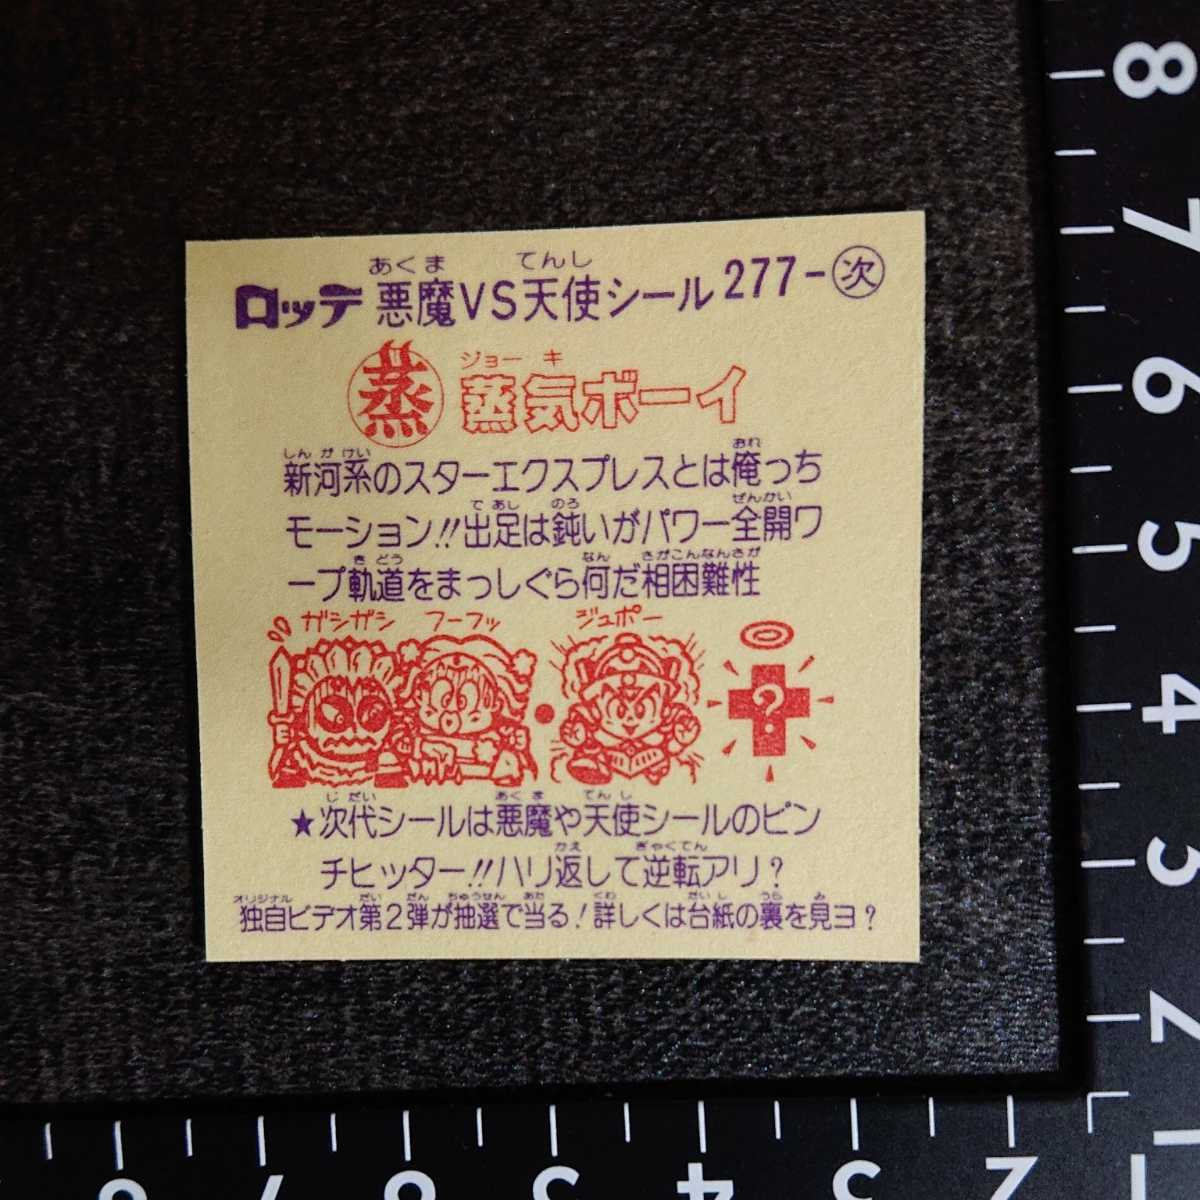 あくま てんし
ロッテ 悪魔VS天使シール 277-次
ジョーキ
蒸 蒸気ボーイ
しんがけい おれ
新河系のスターエクスプレスとは俺っち
であし のろ ぜんかい
モーション!!出足は鈍いがパワー全開ワ
きどう なん さがこんなんさが
ープ軌道をまっしぐら何だ相困難性
ガシガシ フーフッ ジュポー
?
じだい あくま てんし
★次代シールは悪魔や天使シールのピン
かえ ぎゃくてん
チヒッター!!ハリ返して逆転アリ?
オリジナル だい だん ちゅうせん あた くわ だいし うら み
独自ビデオ第2弾が抽選で当る!詳しくは台紙の裏を見ヨ?
8
7
6
5
4
3
2
1
8 7 6 5 4 3 2 1